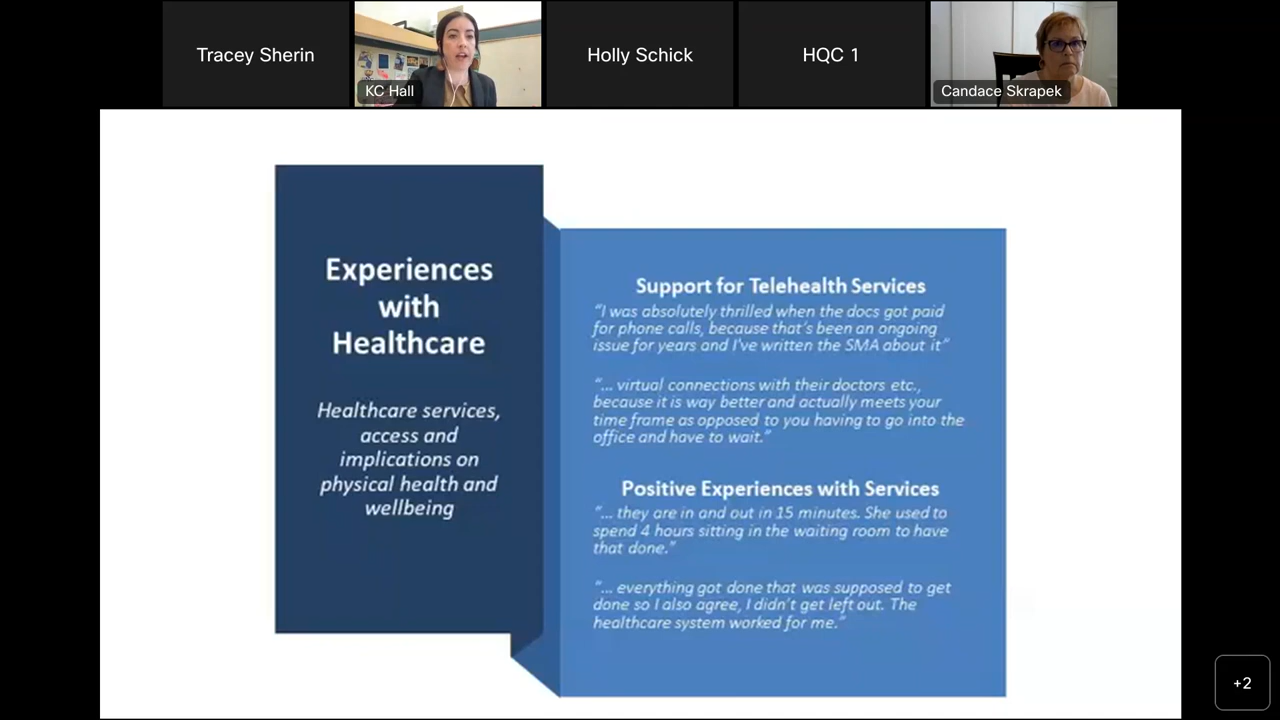 Tracey Sherin
KC Hall
Holly Schick
HQC 1
Candace Skrapek
Experiences
with
Healthcare
Healthcare services,
access and
implications on
physical health and
wellbeing
Support for Telehealth Services
“I was absolutely thrilled when the docs got paid
for phone calls, because that’s been an ongoing
issue for years and I've written the SMA about it”
“… virtual connections with their doctors etc.,
because it is way better and actually meets your
time frame as opposed to you having to go into the
office and have to wait.”
Positive Experiences with Services
“… they are in and out in 15 minutes. She used to
spend 4 hours sitting in the waiting room to have
that done.”
“… everything got done that was supposed to get
done so I also agree, I didn’t get left out. The
healthcare system worked for me.”
+2